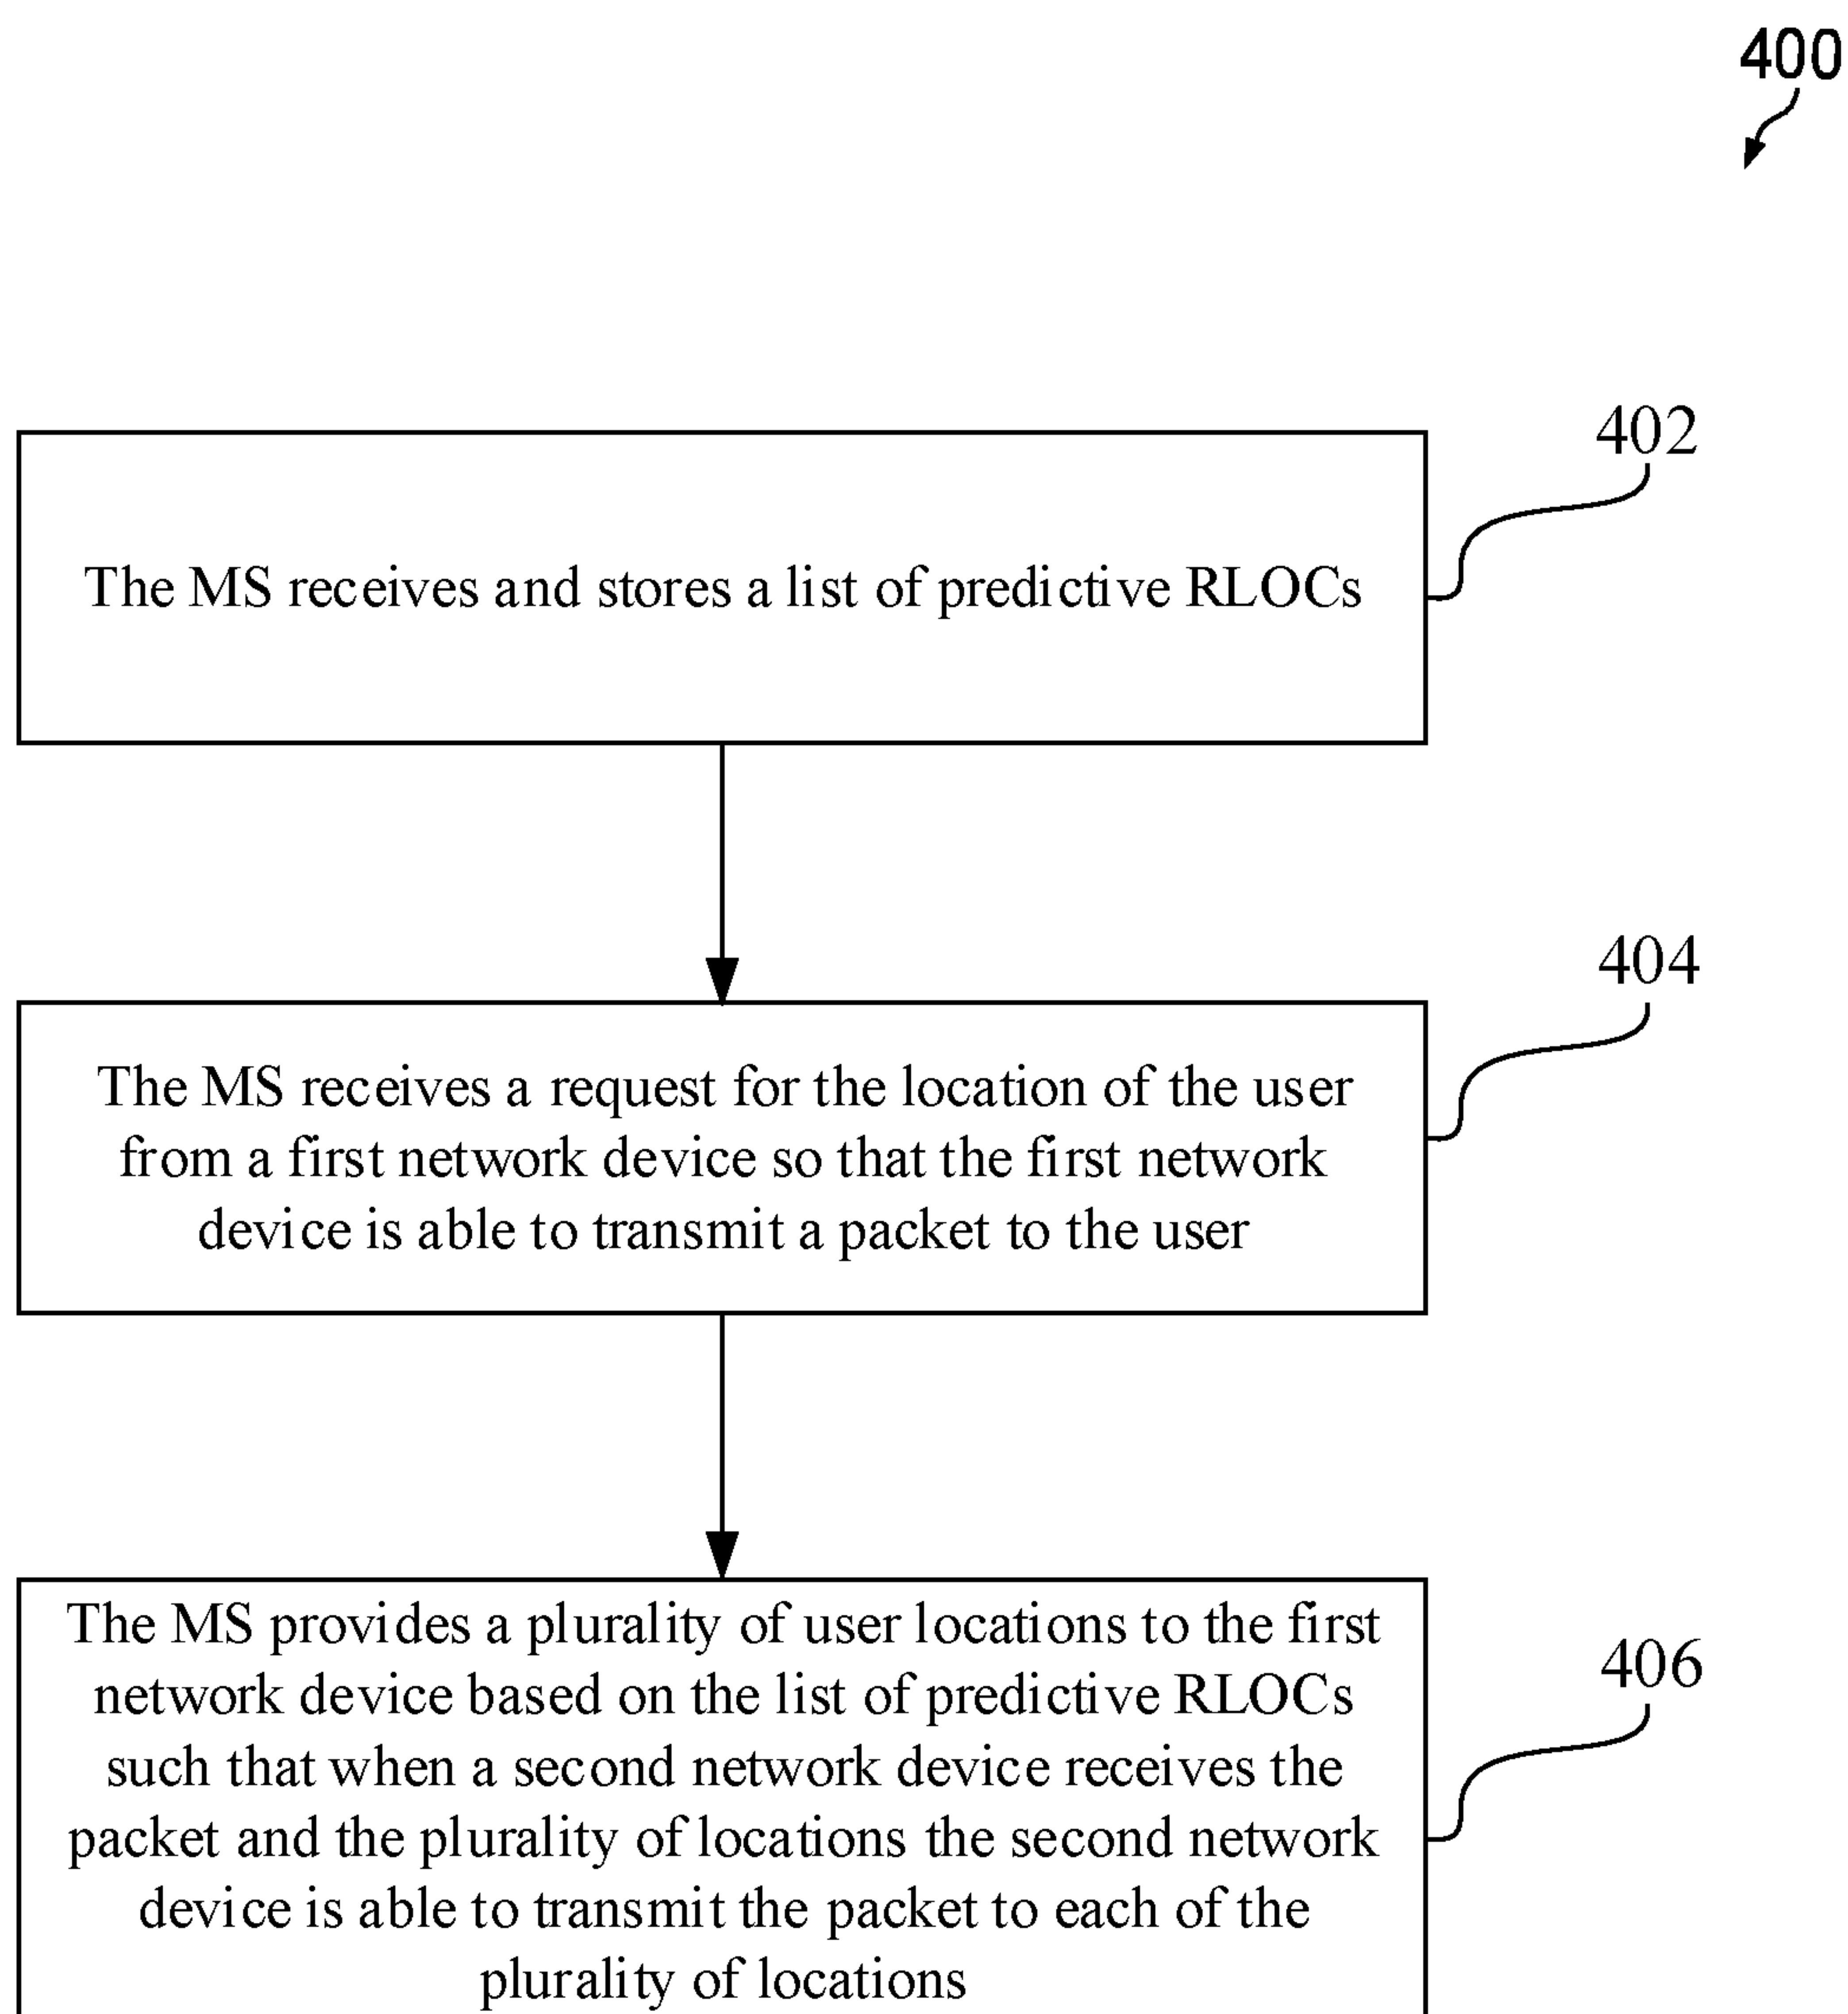 400
402
The MS receives and stores a list of predictive RLOCs
404
The MS receives a request for the location of the user
from a first network device so that the first network
device is able to transmit a packet to the user
The MS provides a plurality of user locations to the first
network device based on the list of predictive RLOCs
such that when a second network device receives the
packet and the plurality of locations the second network
device is able to transmit the packet to each of the
plurality of locations
406